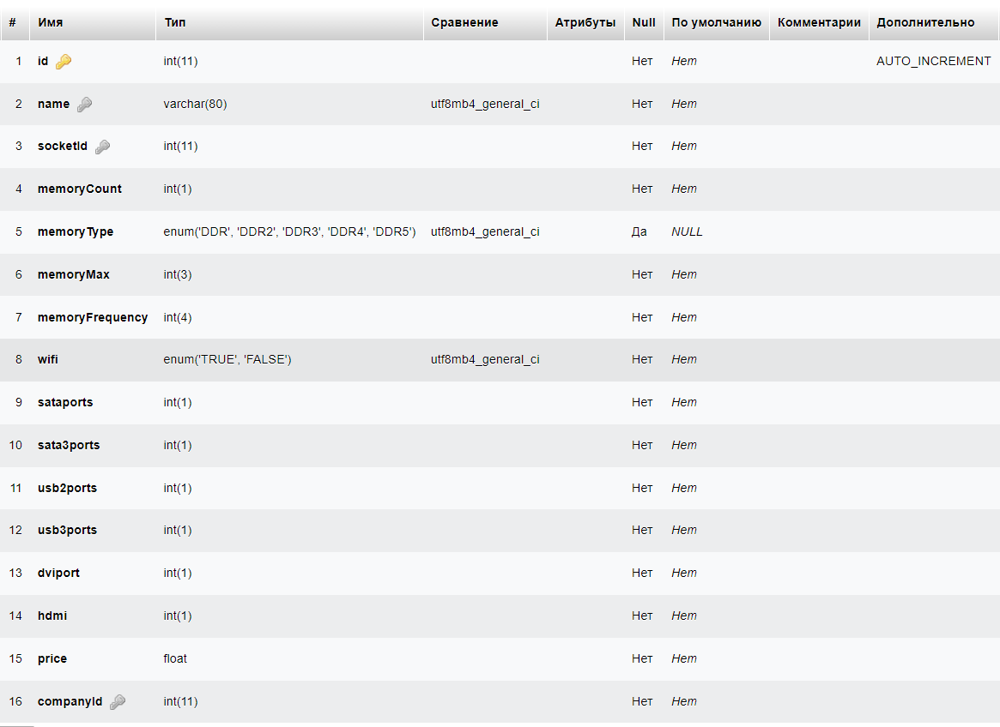 # Имя Тип Сравнение Атрибуты Null По умолчанию Комментарии Дополнительно
1 id int(11) Нет Нет AUTO_INCREMENT
2 name varchar(80) utf8mb4_general_ci Нет Нет
3 socketId int(11) Нет Нет
4 memoryCount int(1) Нет Нет
5 memoryType enum('DDR', 'DDR2', 'DDR3', 'DDR4', 'DDR5') utf8mb4_general_ci Да NULL
6 memoryMax int(3) Нет Нет
7 memoryFrequency int(4) Нет Нет
8 wifi enum('TRUE', 'FALSE') utf8mb4_general_ci Нет Нет
9 sataports int(1) Нет Нет
10 sata3ports int(1) Нет Нет
11 usb2ports int(1) Нет Нет
12 usb3ports int(1) Нет Нет
13 dviport int(1) Нет Нет
14 hdmi int(1) Нет Нет
15 price float Нет Нет
16 companyId int(11) Нет Нет